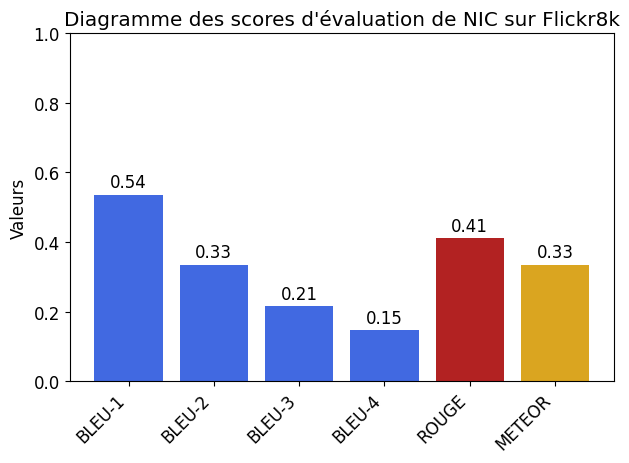 Diagramme des scores d'évaluation de NIC sur Flickr8k
Valeurs
1.0
0.8
0.6
0.4
0.2
0.0
0.54
0.33
0.21
0.15
0.41
0.33
BLEU-1
BLEU-2
BLEU-3
BLEU-4
ROUGE
METEOR